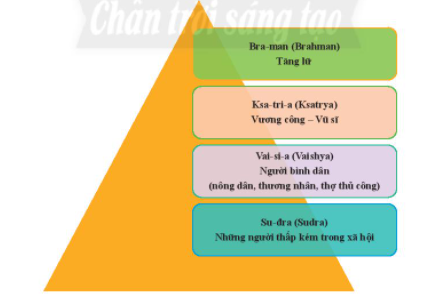 Chân trời sáng tạo
Bra-man (Brahman)
Tăng lữ
Ksa-tri-a (Ksatrya)
Vương công – Vũ sĩ
Vai-si-a (Vaishya)
Người bình dân
(nông dân, thương nhân, thợ thủ công)
Su-đra (Sudra)
Những người thấp kém trong xã hội